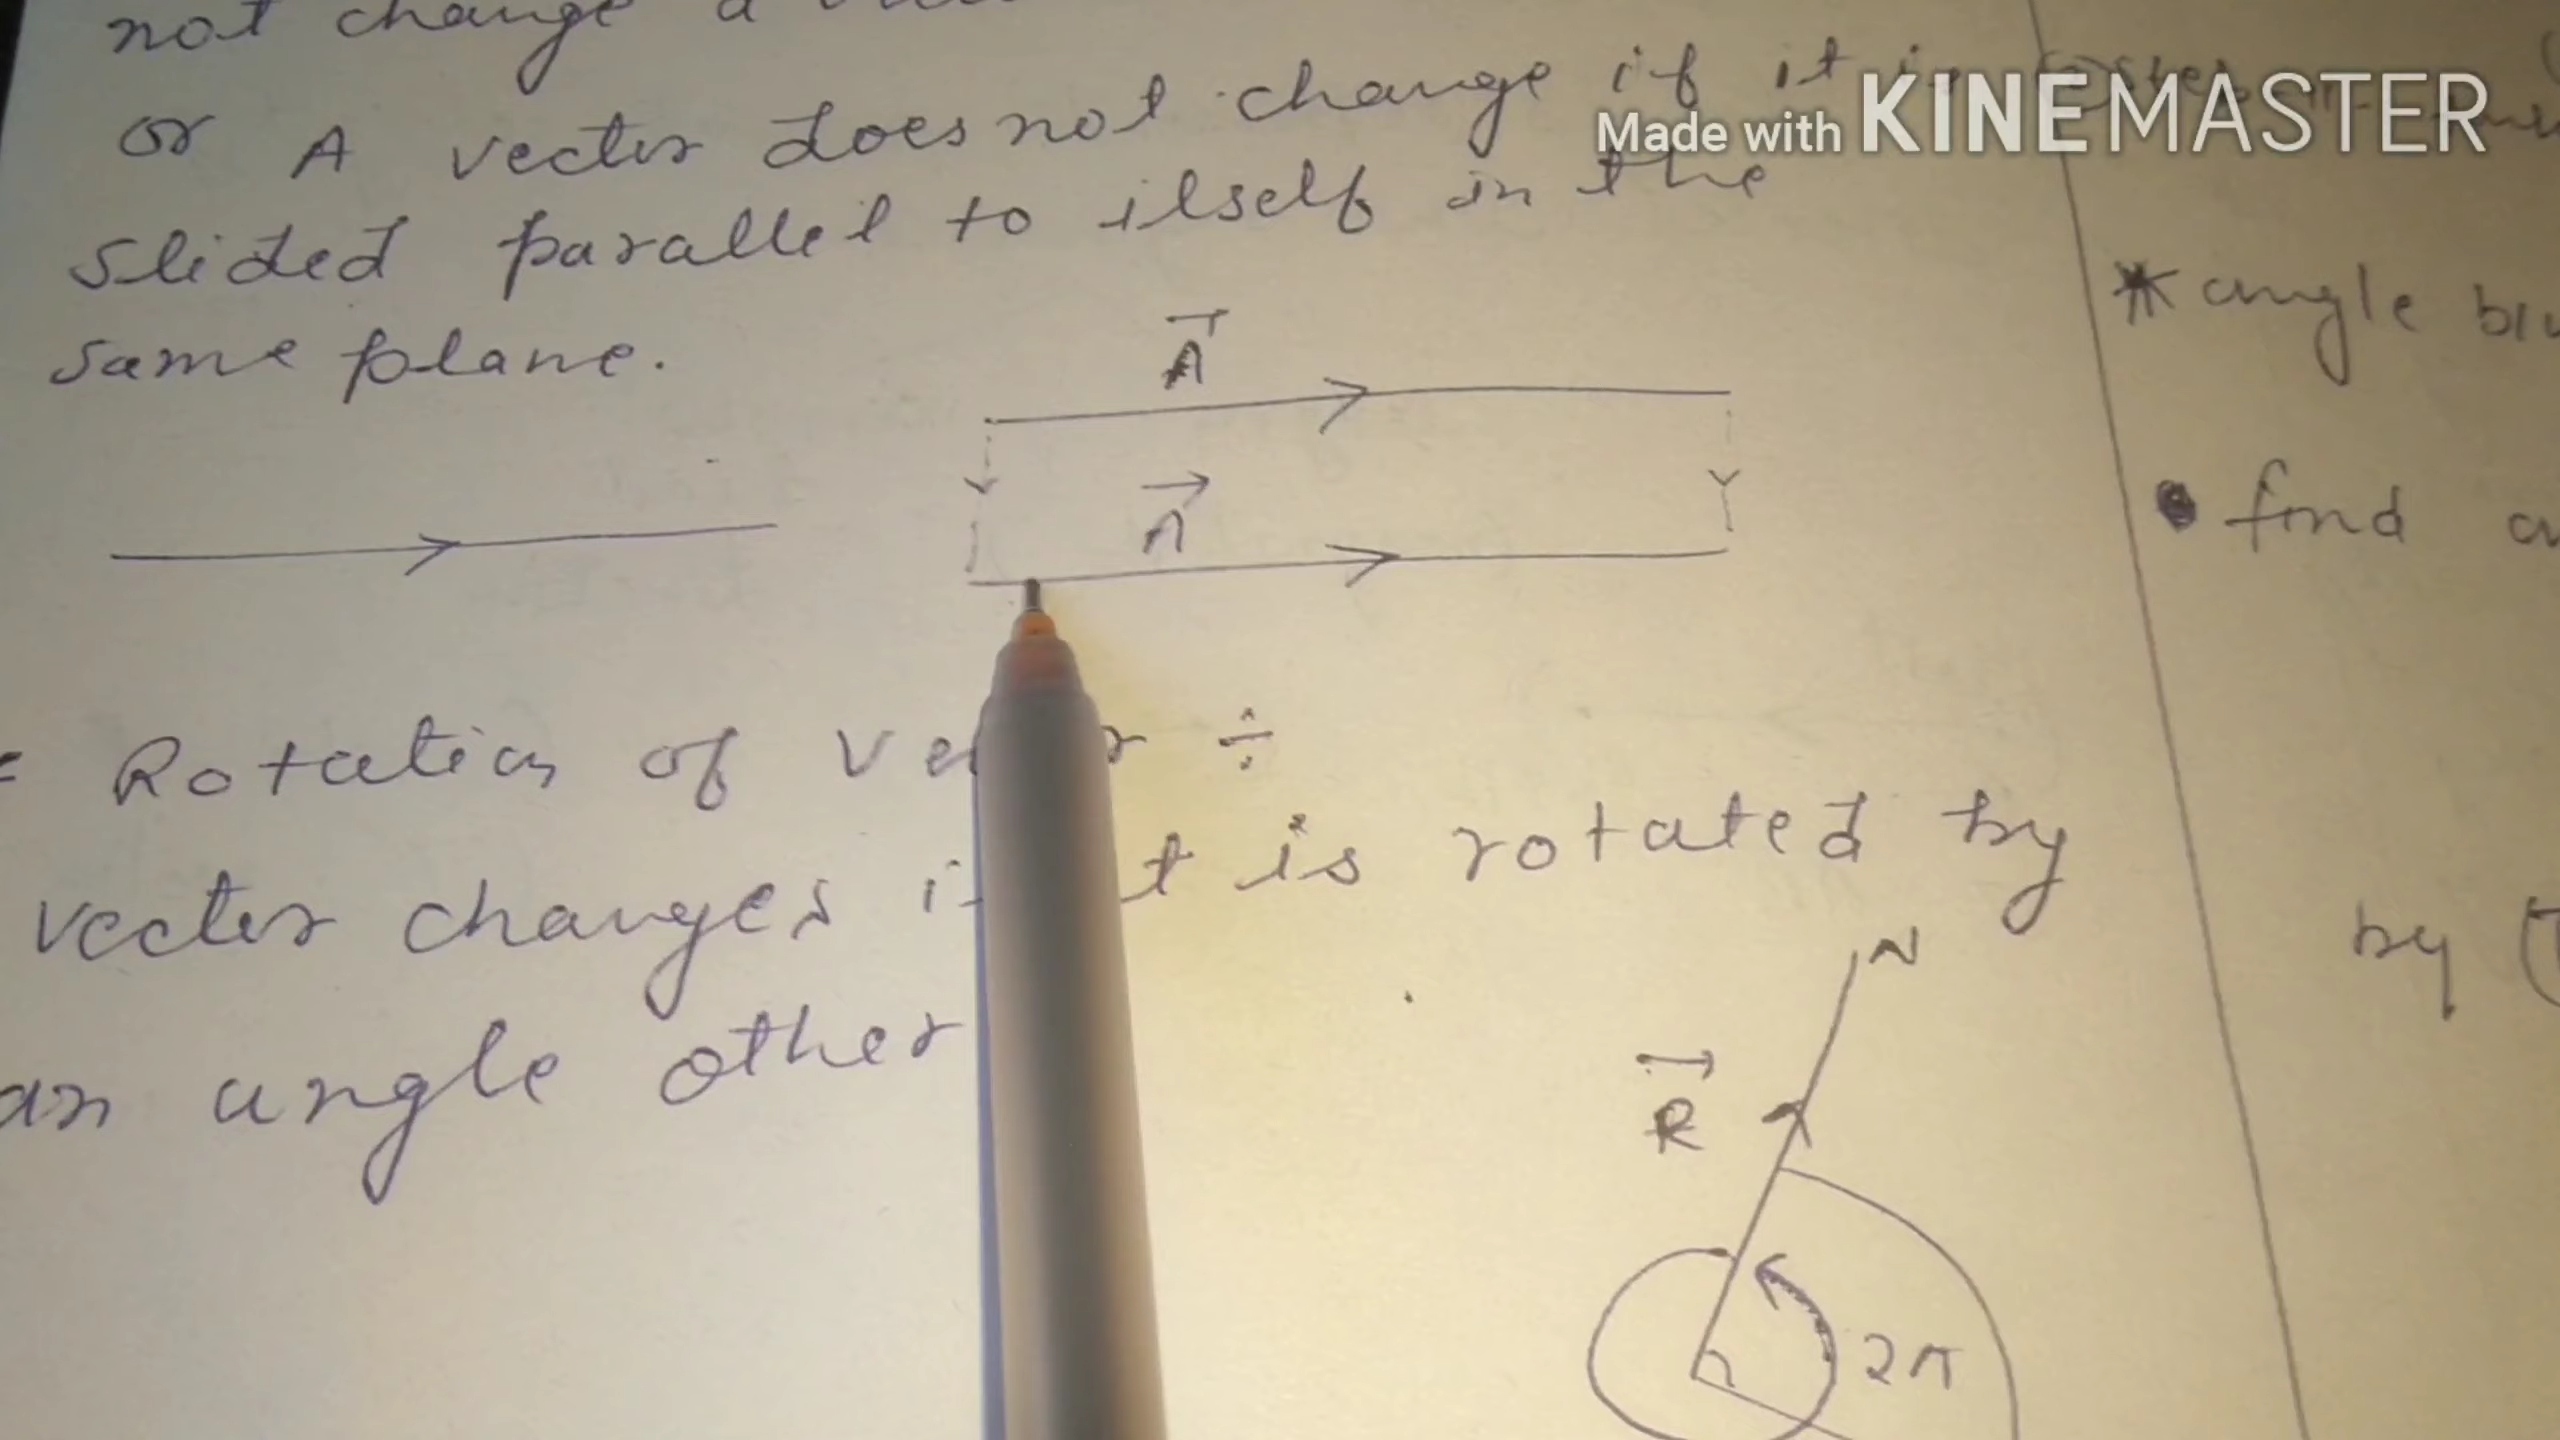 not change a
or A vector does not change if it is
Made with KINEMASTER
slided parallel to itself in the
same plane.
A
A
Rotation of
vector changes it is rotated by
an angle other
N
R
2π
* angle
• find
by